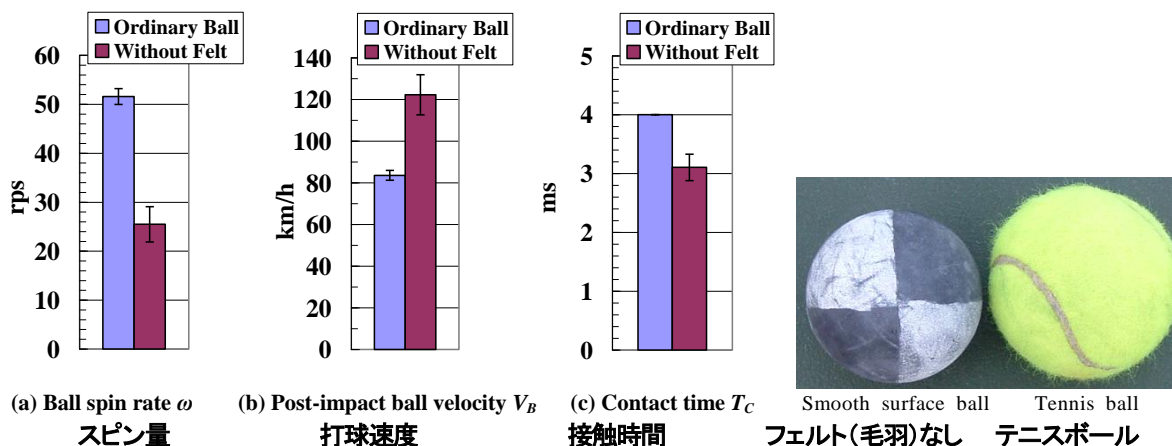 Ordinary Ball
Without Felt
60
50
40
30
20
10
0
rps
(a) Ball spin rate ω
スピン量
Ordinary Ball
Without Felt
140
120
100
80
60
40
20
0
km/h
(b) Post-impact ball velocity V_B
打球速度
Ordinary Ball
Without Felt
5
4
3
2
1
0
ms
(c) Contact time T_C
接触時間
Smooth surface ball
フェルト(毛羽)なし
Tennis ball
テニスボール